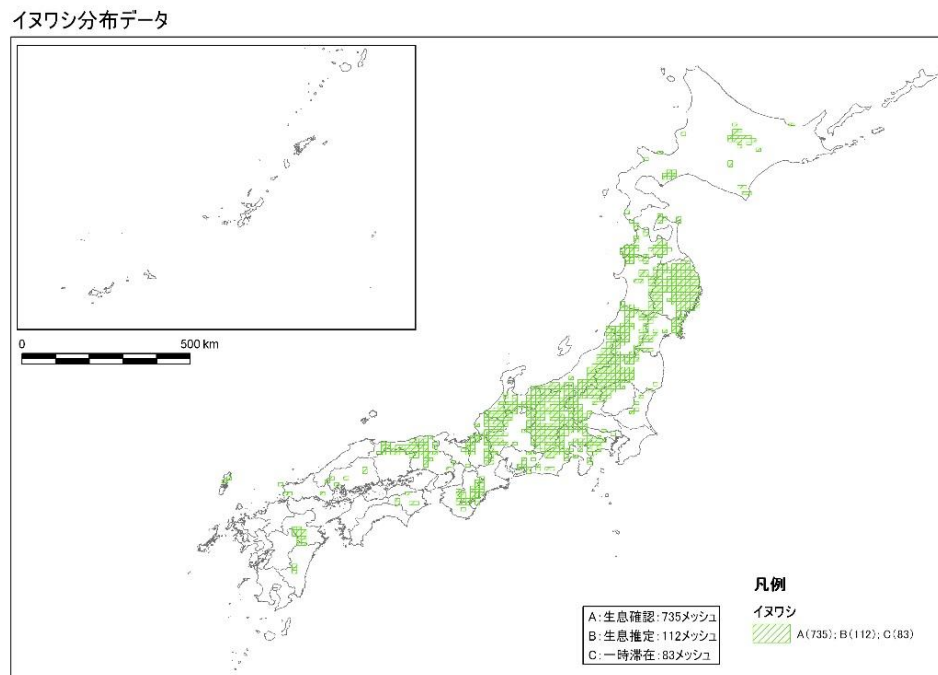 イヌワシ分布データ
0
500 km
A:生息確認:735メッシュ
B:生息推定:112メッシュ
C:一時滞在:83メッシュ
凡例
イヌワシ
A(735); B(112); C(83)